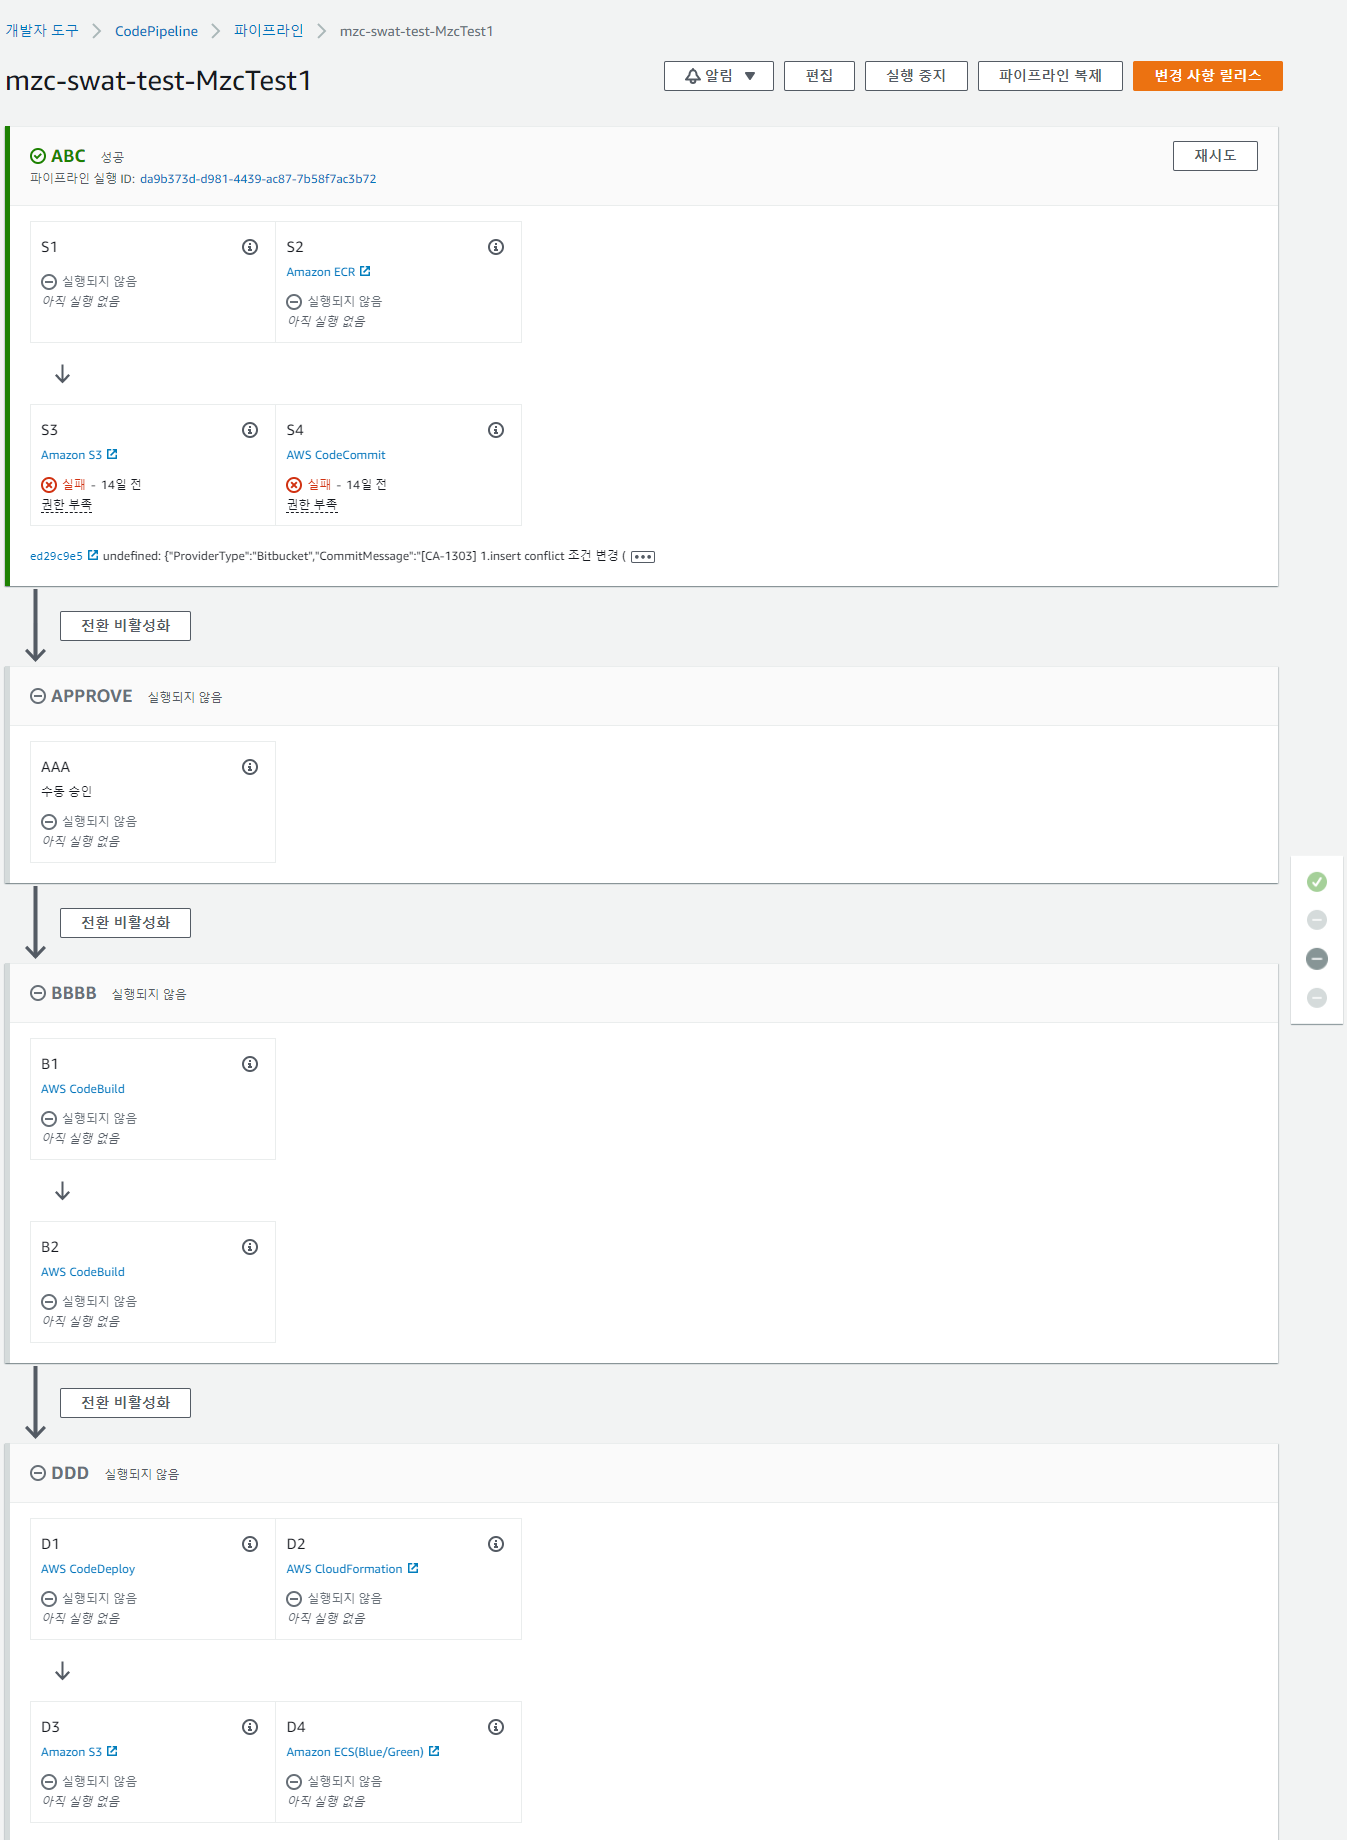 개발자 도구 > CodePipeline > 파이프라인 > mzc-swat-test-MzcTest1
mzc-swat-test-MzcTest1
알림 ▼ 편집 실행 중지 파이프라인 복제 변경 사항 릴리스
ABC 성공
재시도
파이프라인 실행 ID: da9b373d-d981-4439-ac87-7b58f7ac3b72
S1
실행되지 않음
아직 실행 없음
S2
Amazon ECR
실행되지 않음
아직 실행 없음
S3
Amazon S3
실패 - 14일 전
권한 부족
S4
AWS CodeCommit
실패 - 14일 전
권한 부족
ed29c9e5 undefined: {"ProviderType":"Bitbucket","CommitMessage":"[CA-1303] 1.insert conflict 조건 변경 (
전환 비활성화
APPROVE 실행되지 않음
AAA
수동 승인
실행되지 않음
아직 실행 없음
전환 비활성화
BBBB 실행되지 않음
B1
AWS CodeBuild
실행되지 않음
아직 실행 없음
B2
AWS CodeBuild
실행되지 않음
아직 실행 없음
전환 비활성화
DDD 실행되지 않음
D1
AWS CodeDeploy
실행되지 않음
아직 실행 없음
D2
AWS CloudFormation
실행되지 않음
아직 실행 없음
D3
Amazon S3
실행되지 않음
아직 실행 없음
D4
Amazon ECS(Blue/Green)
실행되지 않음
아직 실행 없음